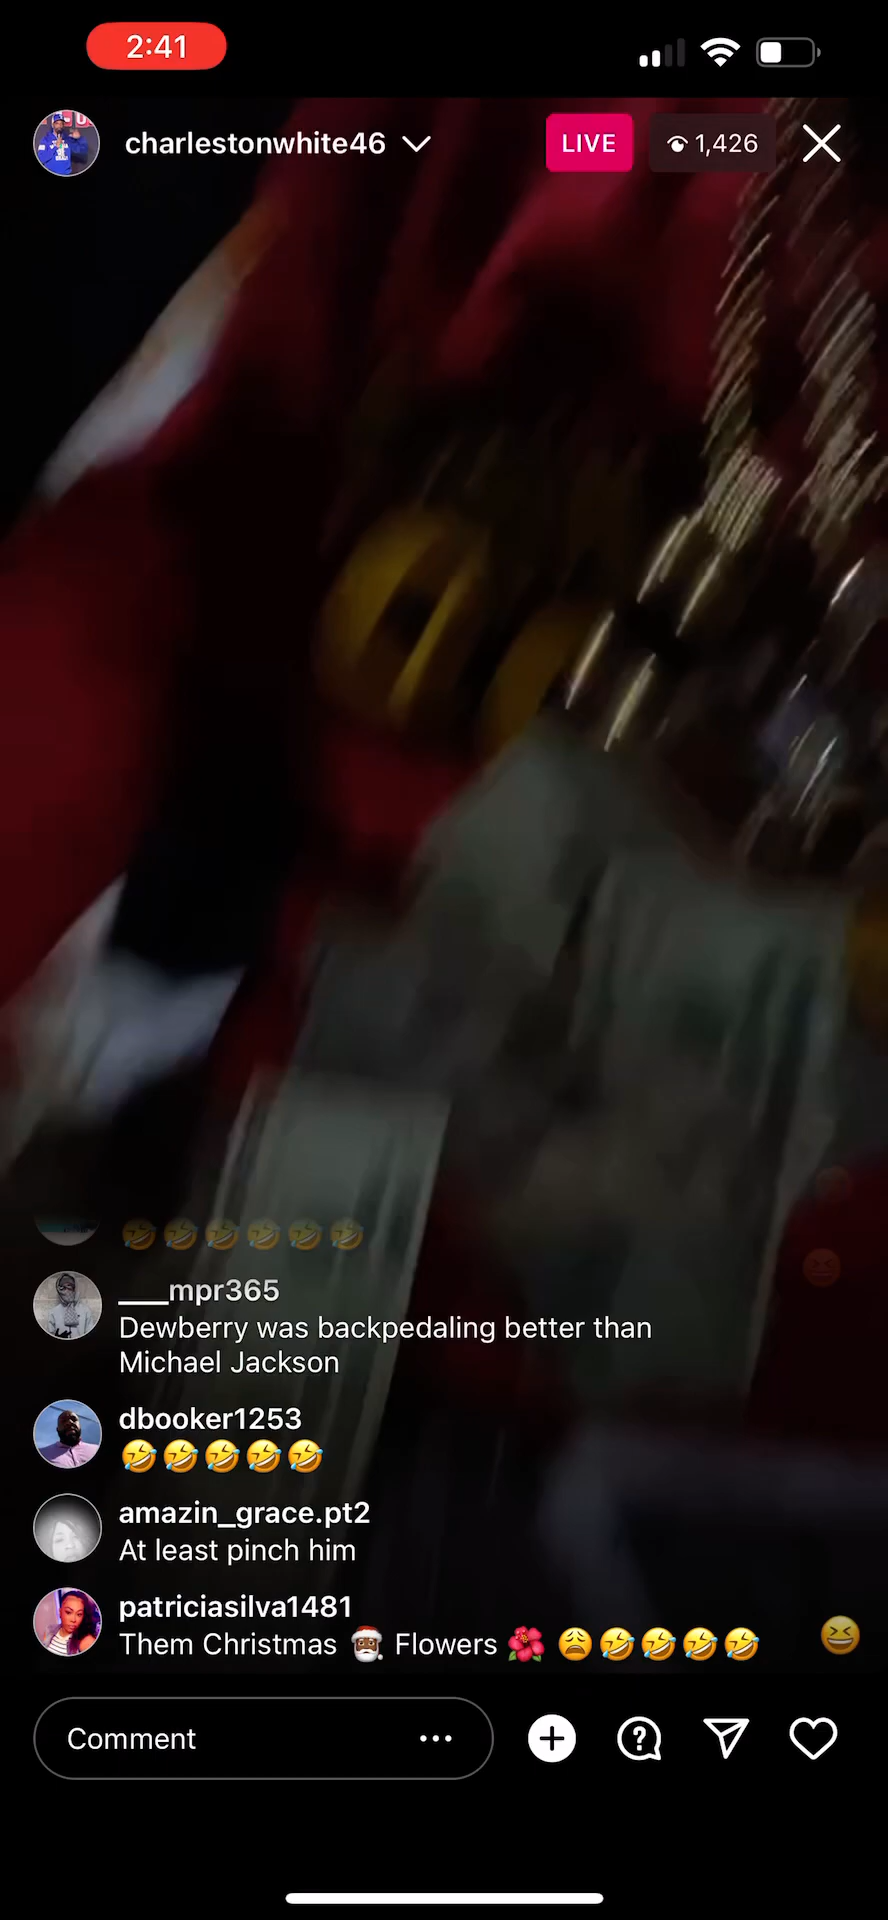 2:41
charlestonwhite46
LIVE
1,426
🤣🤣🤣🤣🤣🤣
___mpr365
Dewberry was backpedaling better than
Michael Jackson
dbooker1253
🤣🤣🤣🤣🤣
amazin_grace.pt2
At least pinch him
patriciasilva1481
Them Christmas 🎅🏾 Flowers 🌺 😩🤣🤣🤣🤣
Comment